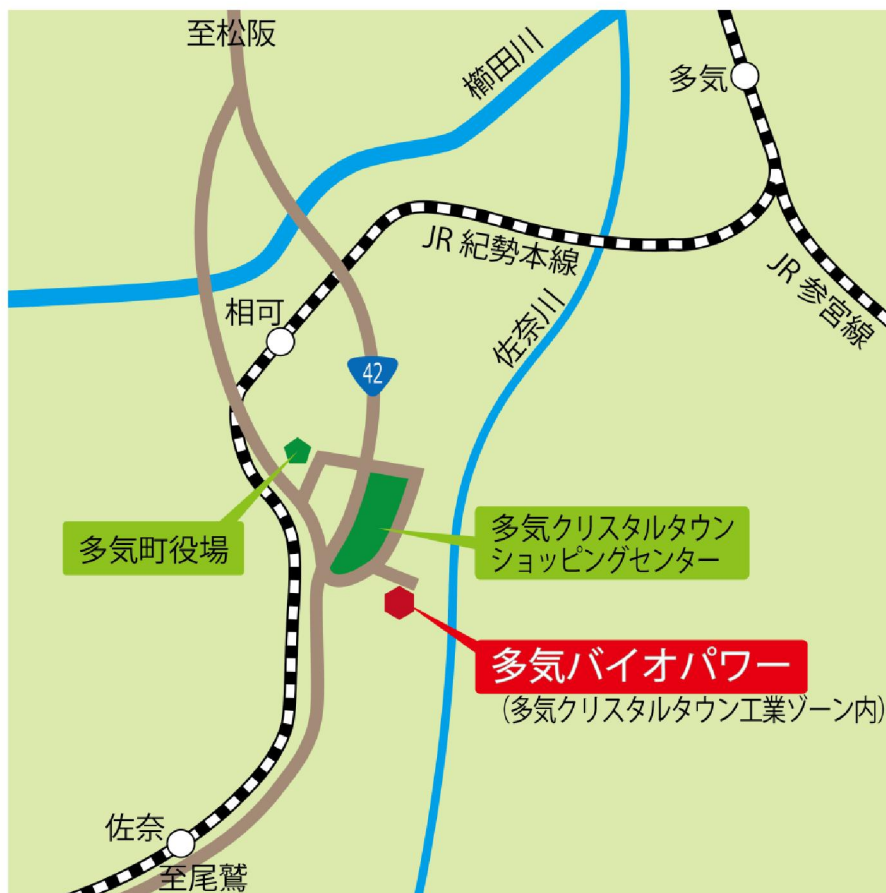 至松阪
櫛田川
多気
JR 紀勢本線
JR 参宮線
相可
佐奈川
42
多気町役場
多気クリスタルタウン
ショッピングセンター
多気バイオパワー
(多気クリスタルタウン工業ゾーン内)
佐奈
至尾鷲